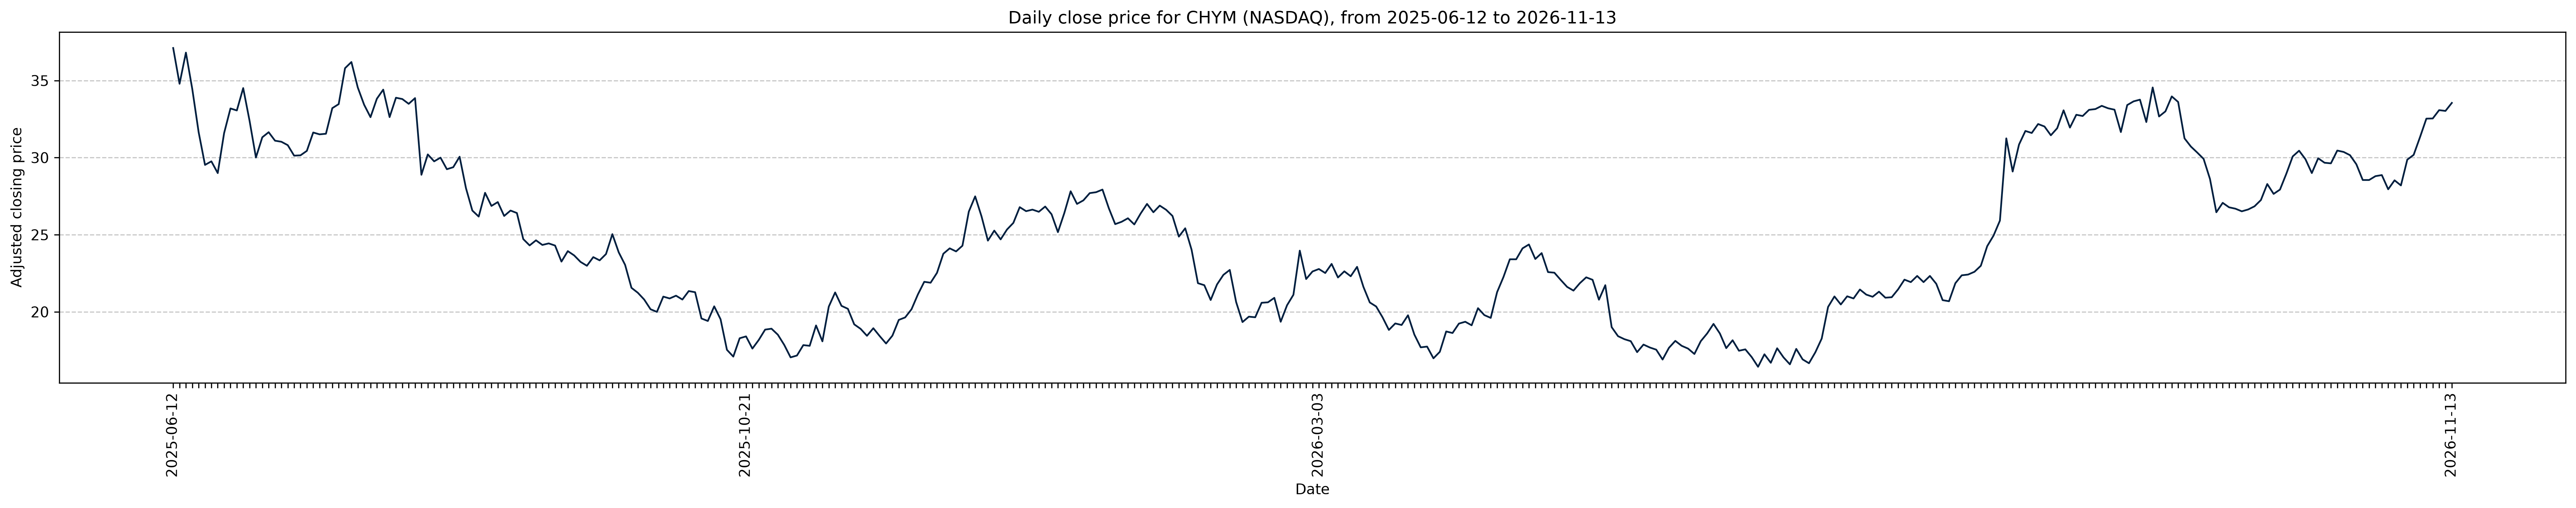 Daily close price for CHYM (NASDAQ), from 2025-06-12 to 2026-11-13
Adjusted closing price
35
30
25
20
2025-06-12
2025-10-21
2026-03-03
2026-11-13
Date